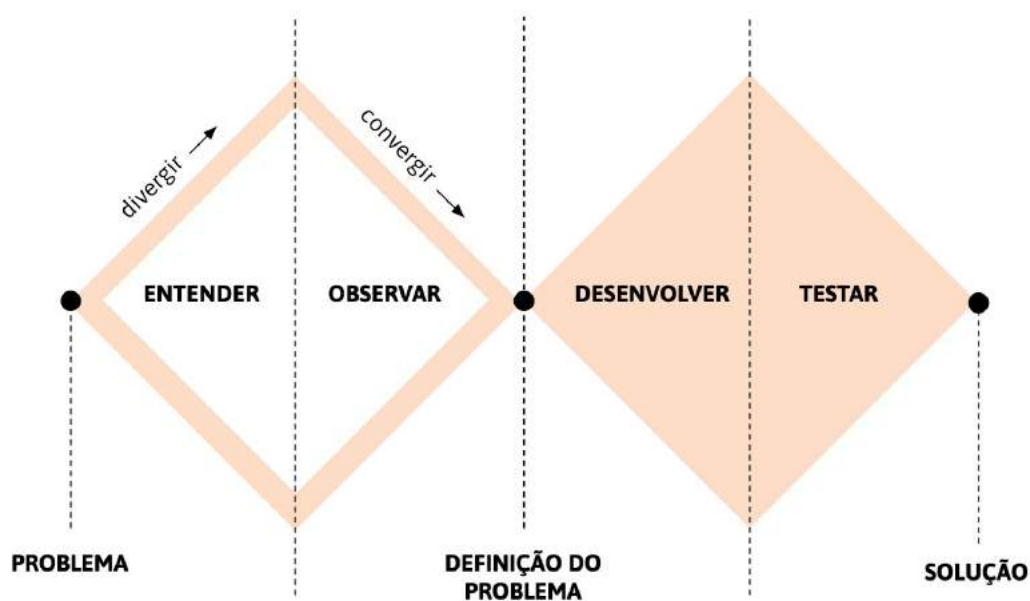 divergir
convergir
ENTENDER
OBSERVAR
DESENVOLVER
TESTAR
PROBLEMA
DEFINIÇÃO DO
PROBLEMA
SOLUÇÃO